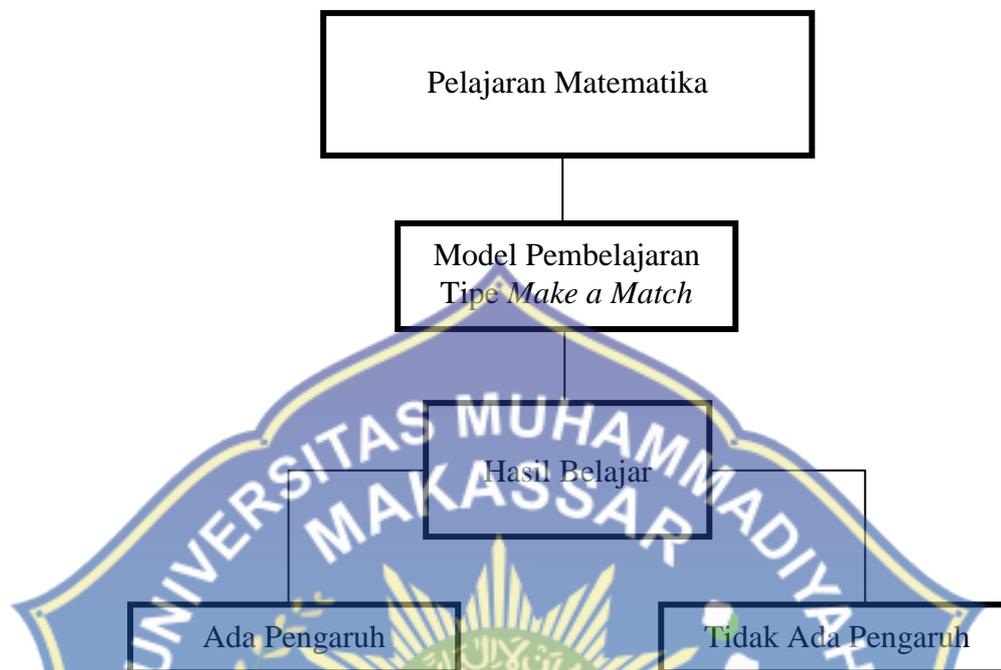 Pelajaran Matematika
Model Pembelajaran
Tipe Make a Match
UNIVERSITAS MUHAMMADIYAH
MAKASSAR
Hasil Belajar
Ada Pengaruh
Tidak Ada Pengaruh